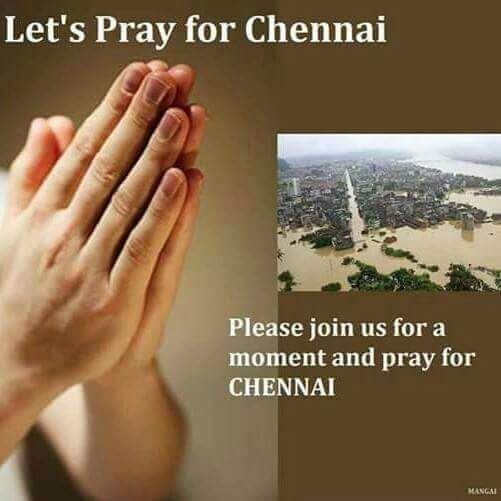 Let's Pray for Chennai
Please join us for a
moment and pray for
CHENNAI
MANGAI